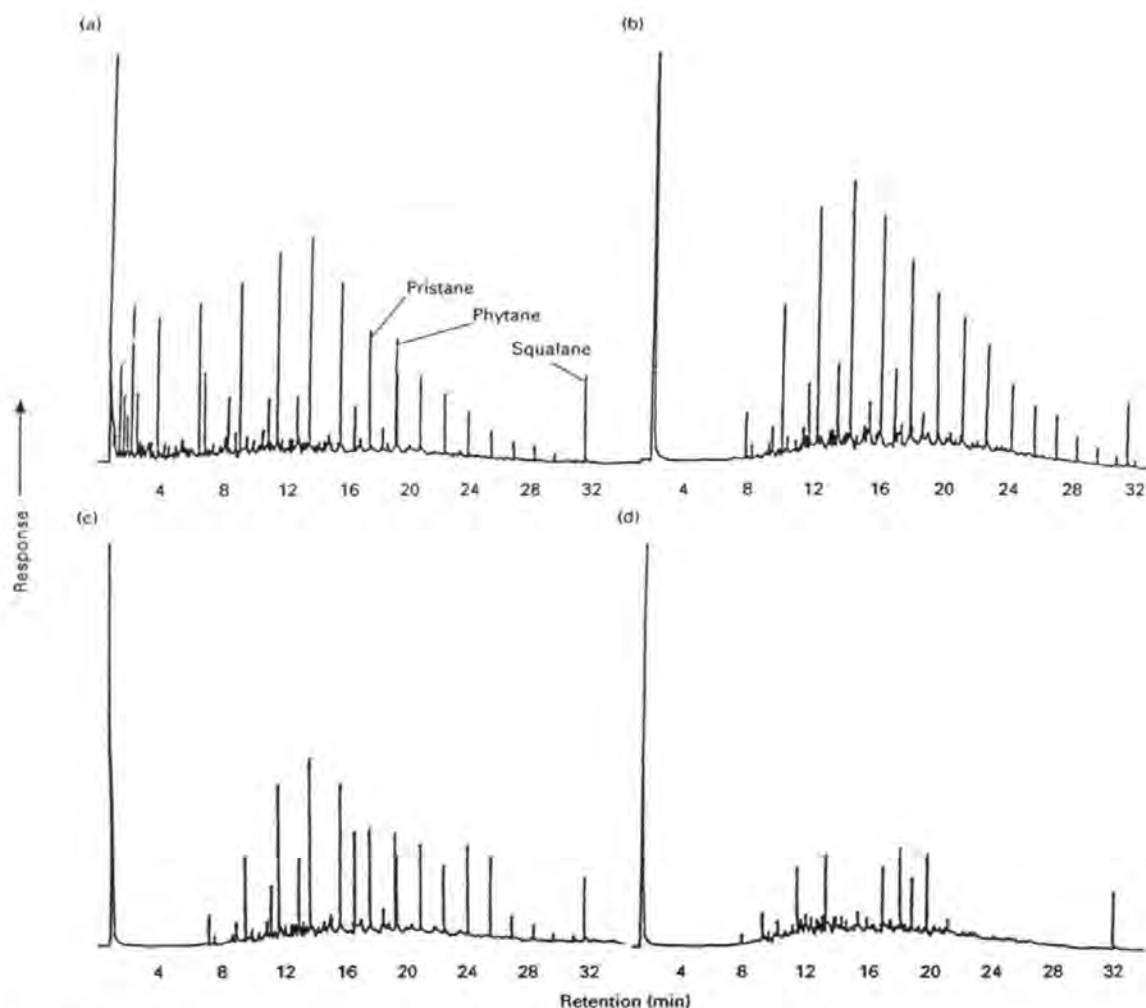 (a)
(b)
Pristane
Phytane
Squalane
4 8 12 16 20 24 28 32
4 8 12 16 20 24 28 32
(c)
(d)
Response
4 8 12 16 20 24 28 32
4 8 12 16 20 24 28 32
Retention (min)